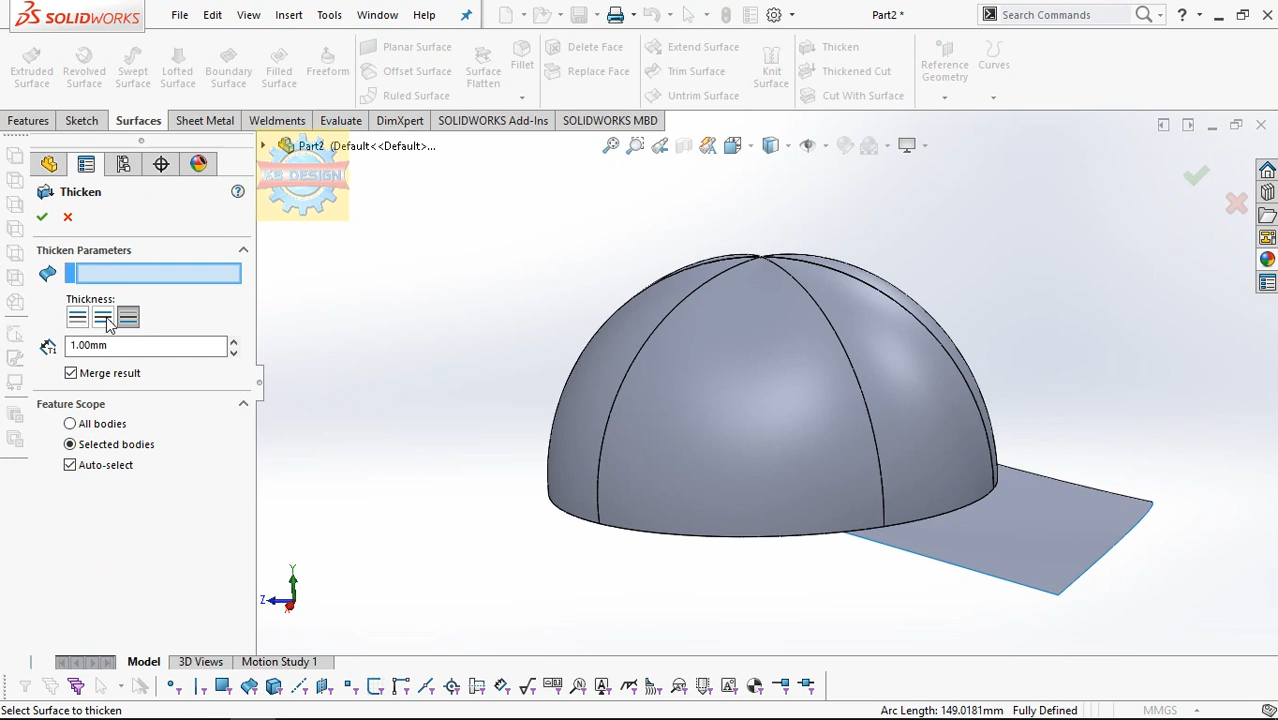 SOLIDWORKS File Edit View Insert Tools Window Help Part2 * Search Commands ?
Extruded Surface Revolved Surface Swept Surface Lofted Surface Boundary Surface Filled Surface Freeform Planar Surface Offset Surface Ruled Surface Surface Flatten Fillet Delete Face Replace Face Extend Surface Trim Surface Untrim Surface Knit Surface Thicken Thickened Cut Cut With Surface Reference Geometry Curves
Features Sketch Surfaces Sheet Metal Weldments Evaluate DimXpert SOLIDWORKS Add-Ins SOLIDWORKS MBD
Part2 (Default<<Default>...
DESIGN
Thicken
Thicken Parameters
Thickness:
T1 1.00mm
Merge result
Feature Scope
All bodies
Selected bodies
Auto-select
Y
Z
X
Model 3D Views Motion Study 1
Select Surface to thicken Arc Length: 149.0181mm Fully Defined MMGS